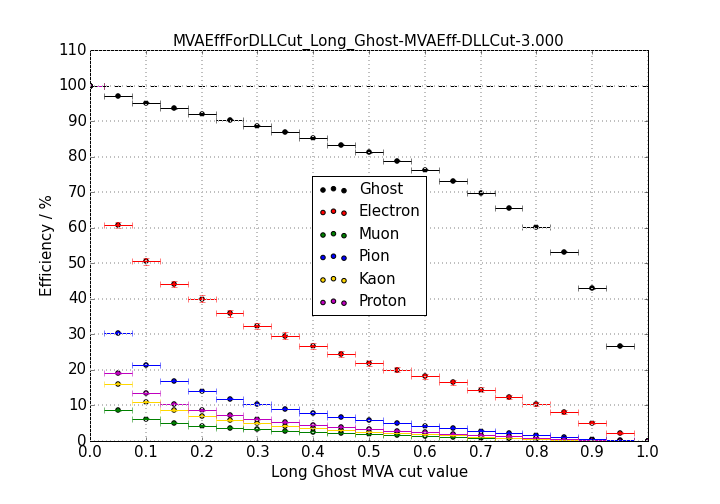 MVAEffForDLLCut_Long_Ghost-MVAEff-DLLCut-3.000
110
100
90
80
70
60
50
40
30
20
10
0
Efficiency / %
Ghost
Electron
Muon
Pion
Kaon
Proton
0.0 0.1 0.2 0.3 0.4 0.5 0.6 0.7 0.8 0.9 1.0
Long Ghost MVA cut value